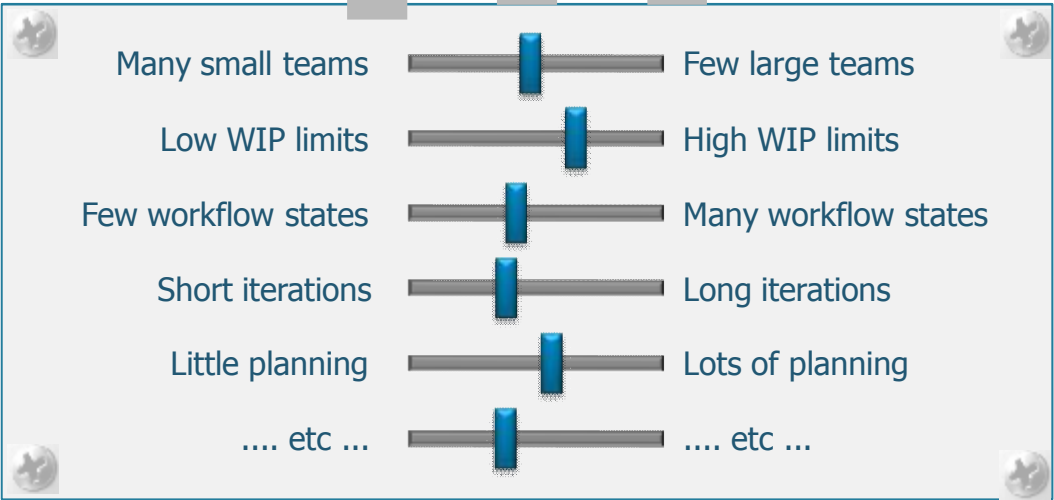 Many small teams Few large teams
Low WIP limits High WIP limits
Few workflow states Many workflow states
Short iterations Long iterations
Little planning Lots of planning
.... etc ... .... etc ...